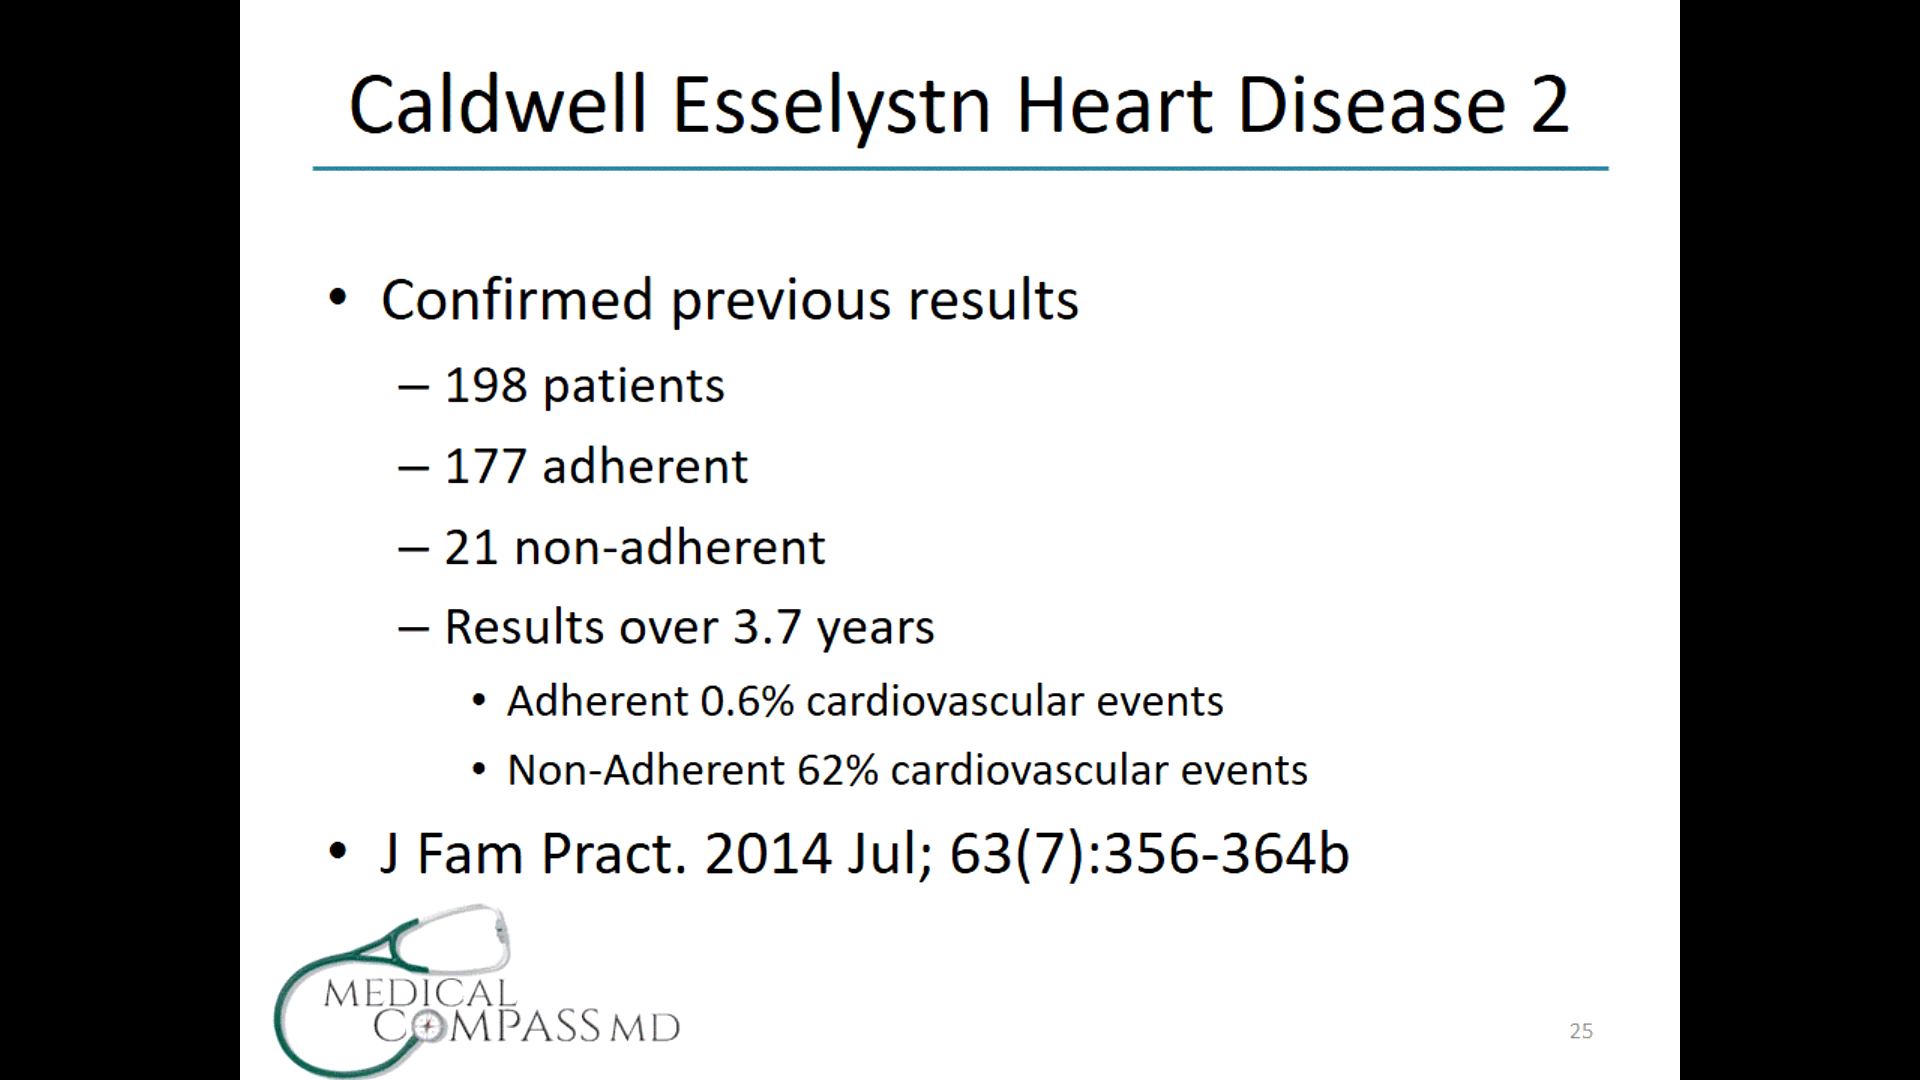 Caldwell Esselystn Heart Disease 2
• Confirmed previous results
– 198 patients
– 177 adherent
– 21 non-adherent
– Results over 3.7 years
• Adherent 0.6% cardiovascular events
• Non-Adherent 62% cardiovascular events
• J Fam Pract. 2014 Jul; 63(7):356-364b
MEDICAL
COMPASS MD
25